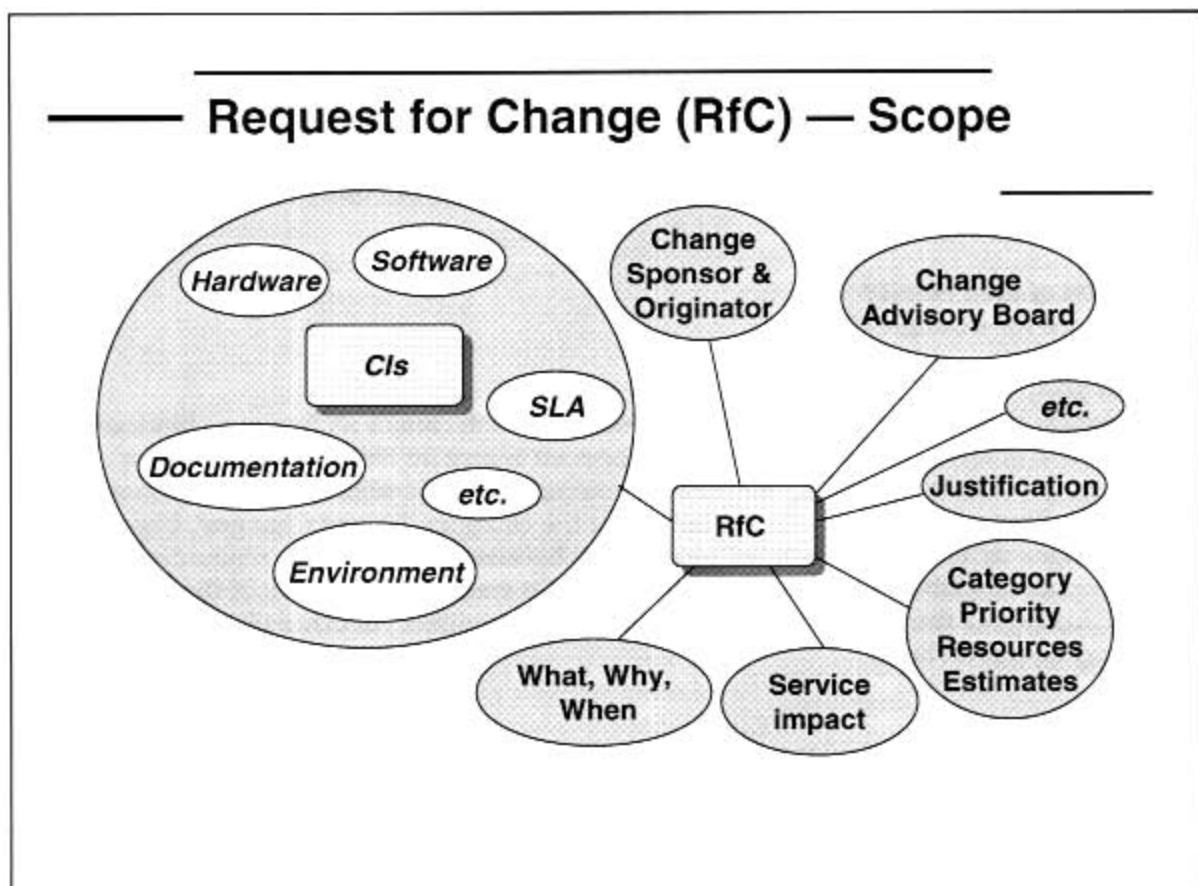 Request for Change (RfC) — Scope
Hardware
Software
CIs
SLA
Documentation
etc.
Environment
Change
Sponsor &
Originator
Change
Advisory Board
etc.
Justification
RfC
Category
Priority
Resources
Estimates
What, Why,
When
Service
impact